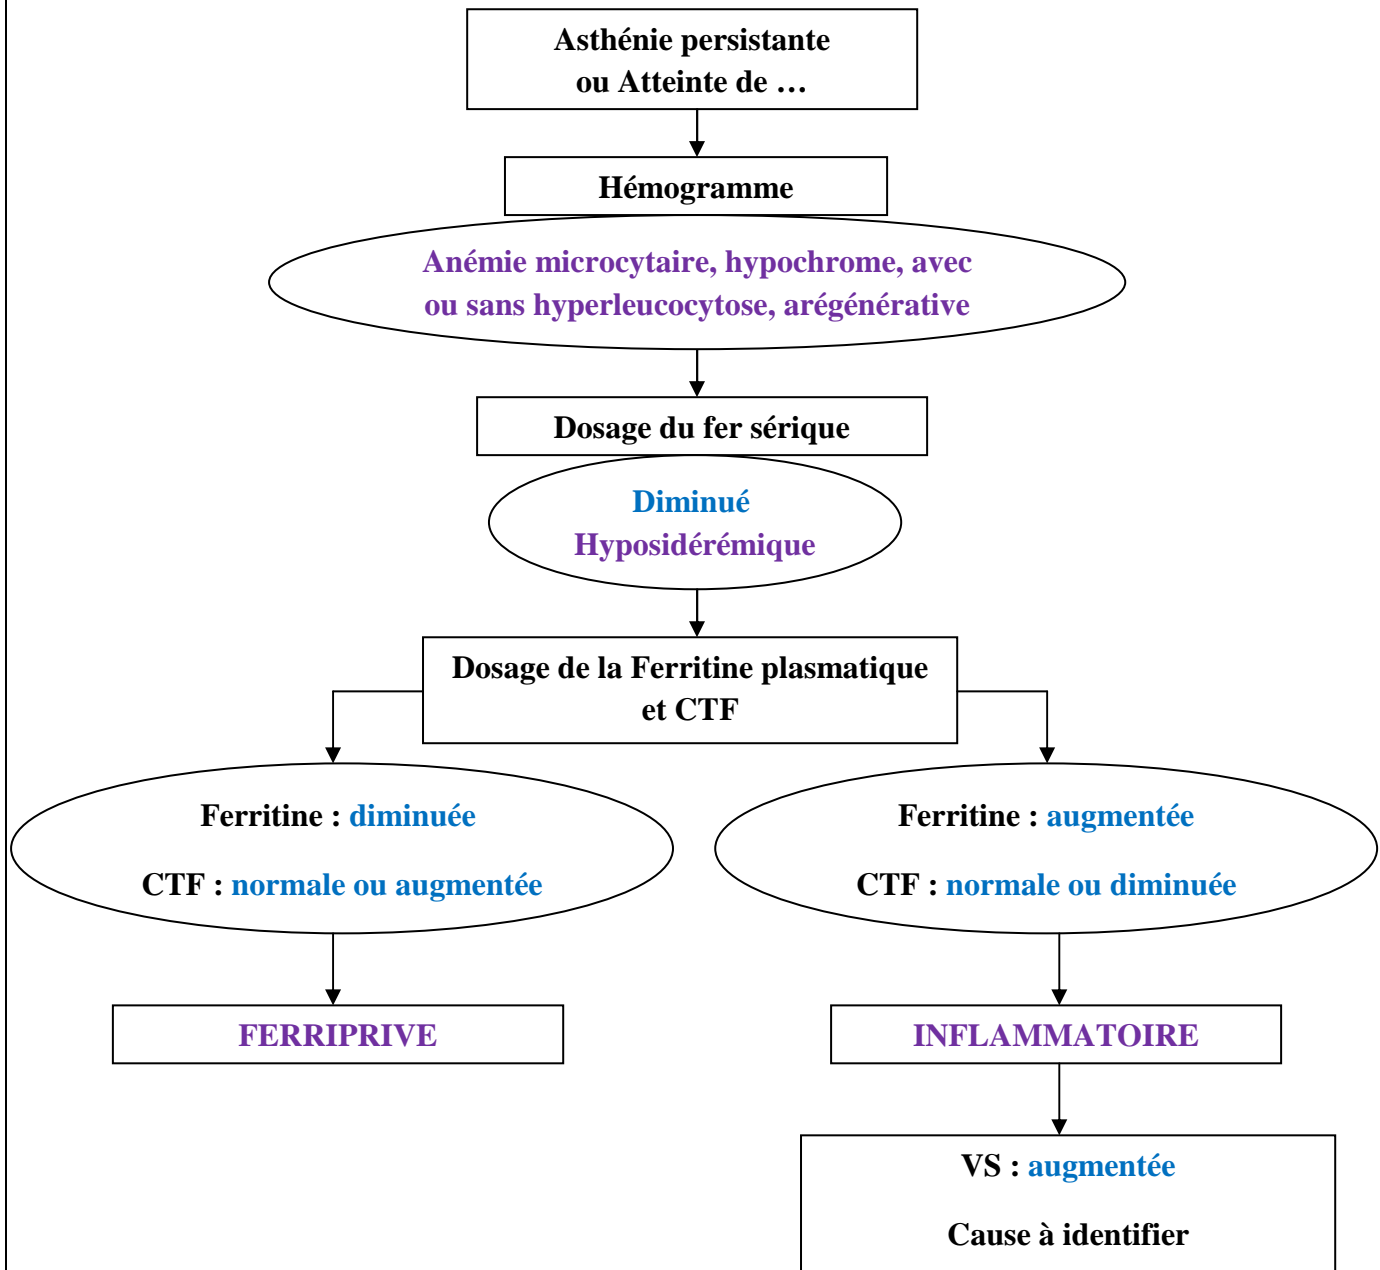 Asthénie persistante
ou Atteinte de …
Hémogramme
Anémie microcytaire, hypochrome, avec
ou sans hyperleucocytose, arégénérative
Dosage du fer sérique
Diminué
Hyposidérémique
Dosage de la Ferritine plasmatique
et CTF
Ferritine : diminuée
CTF : normale ou augmentée
Ferritine : augmentée
CTF : normale ou diminuée
FERRIPRIVE
INFLAMMATOIRE
VS : augmentée
Cause à identifier